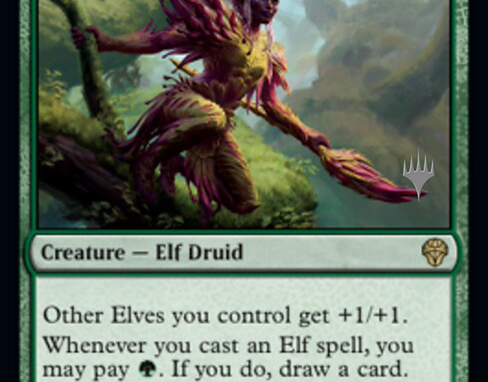 Creature — Elf Druid
Other Elves you control get +1/+1.
Whenever you cast an Elf spell, you
may pay. If you do, draw a card.